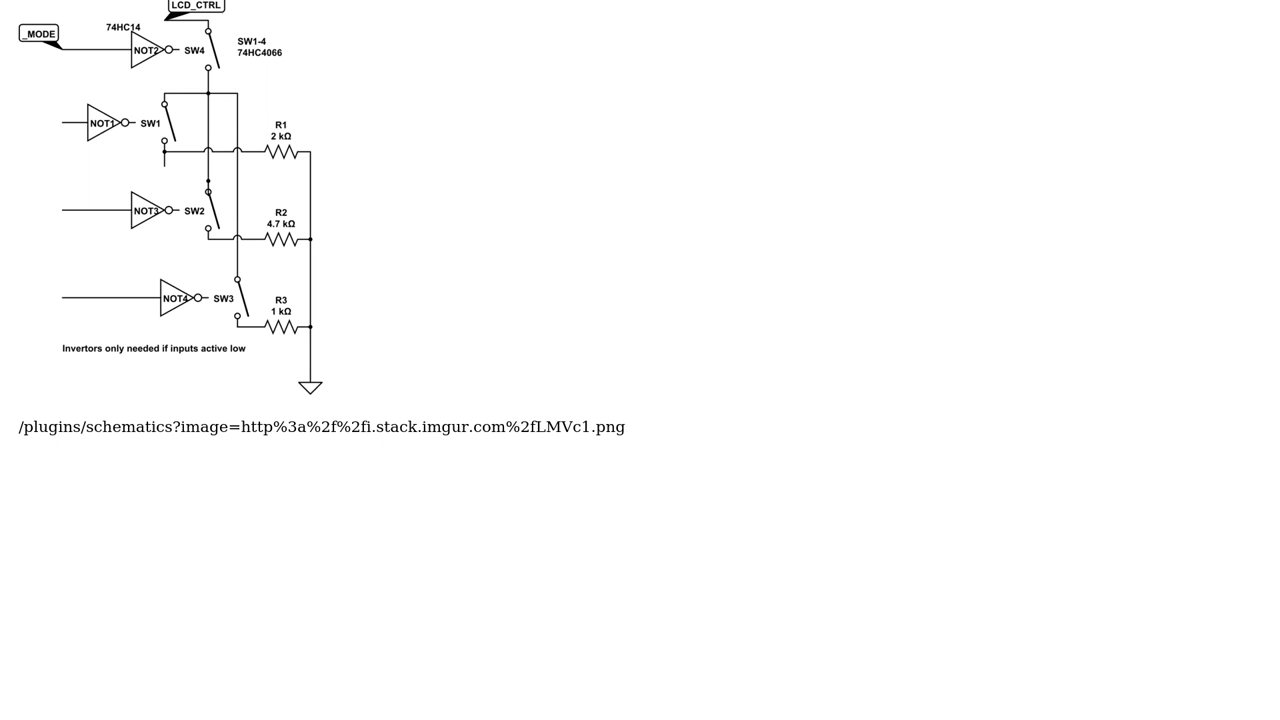 LCD_CTRL
74HC14
_MODE
NOT2
SW4
SW1-4
74HC4066
NOT1
SW1
R1
2 kΩ
NOT3
SW2
R2
4.7 kΩ
NOT4
SW3
R3
1 kΩ
Invertors only needed if inputs active low
/plugins/schematics?image=http%3a%2f%2fi.stack.imgur.com%2fLMVc1.png